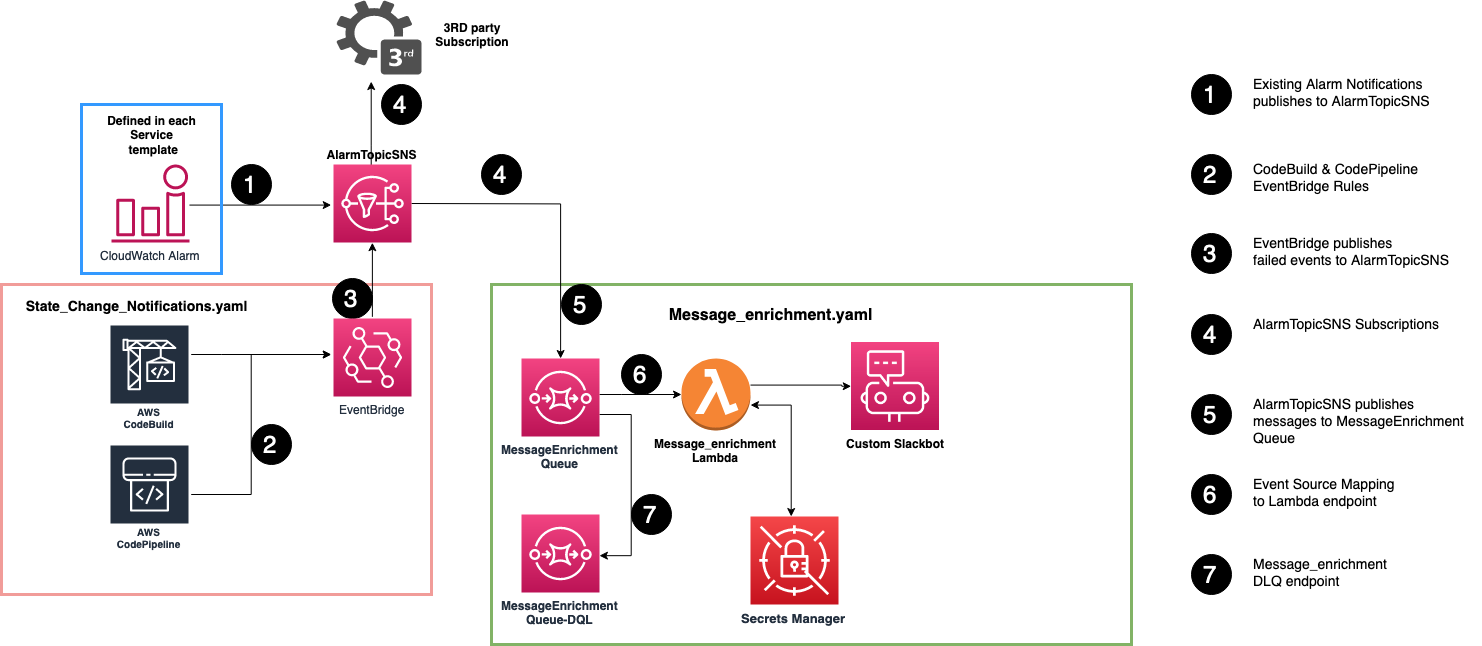 3RD party
Subscription
3rd
4
Defined in each
Service
template
CloudWatch Alarm
1
AlarmTopicSNS
4
3
State_Change_Notifications.yaml
AWS
CodeBuild
AWS
CodePipeline
2
EventBridge
5
Message_enrichment.yaml
MessageEnrichment
Queue
6
Message_enrichment
Lambda
Custom Slackbot
7
MessageEnrichment
Queue-DQL
Secrets Manager
1
Existing Alarm Notifications
publishes to AlarmTopicSNS
2
CodeBuild & CodePipeline
EventBridge Rules
3
EventBridge publishes
failed events to AlarmTopicSNS
4
AlarmTopicSNS Subscriptions
5
AlarmTopicSNS publishes
messages to MessageEnrichment
Queue
6
Event Source Mapping
to Lambda endpoint
7
Message_enrichment
DLQ endpoint